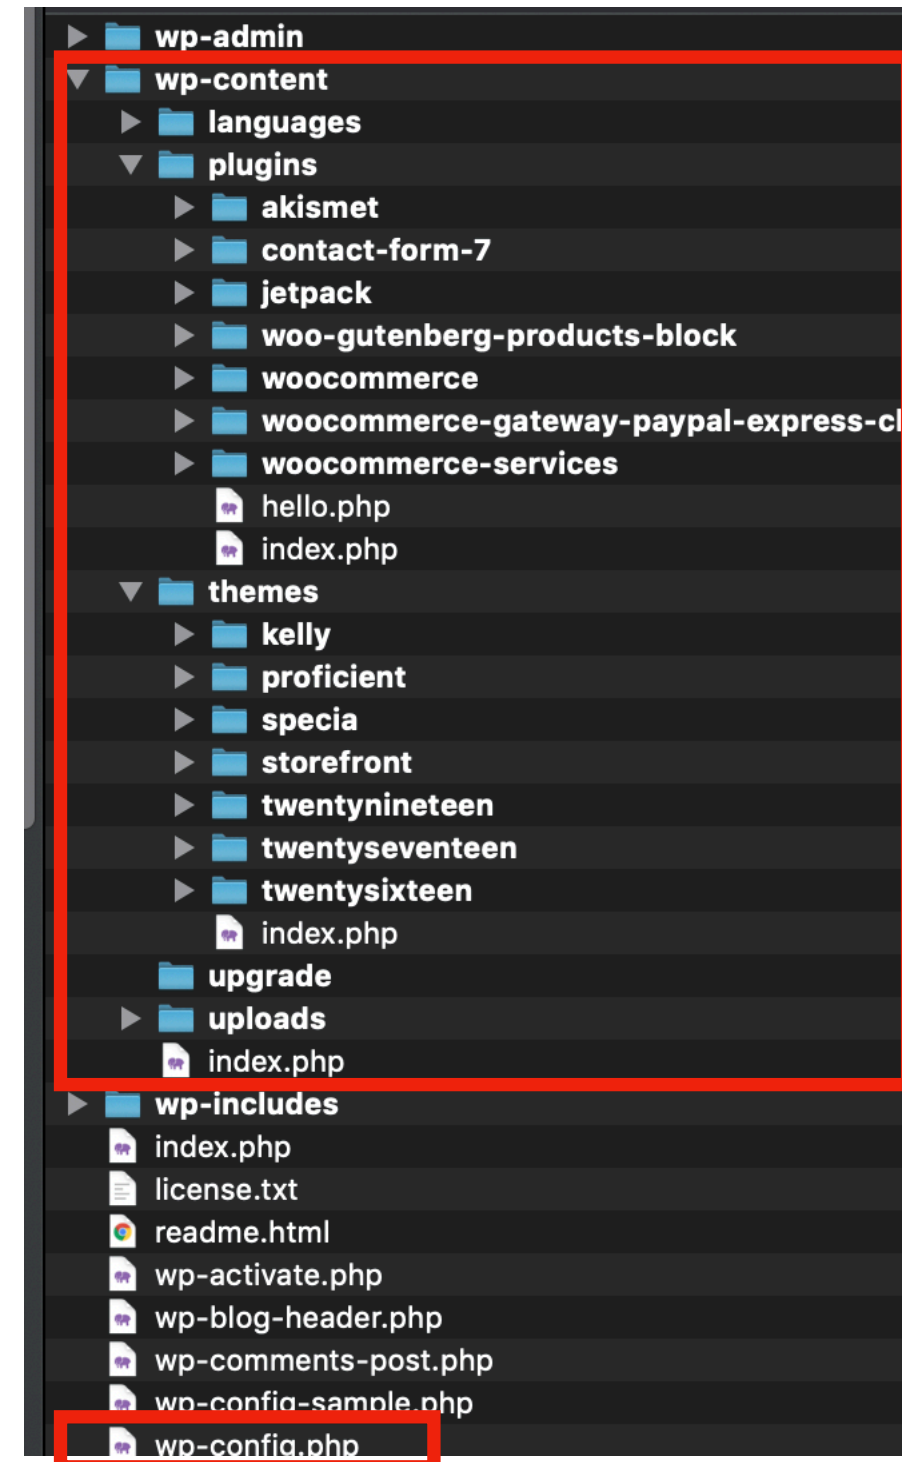 wp-admin
wp-content
languages
plugins
akismet
contact-form-7
jetpack
woo-gutenberg-products-block
woocommerce
woocommerce-gateway-paypal-express-cl
woocommerce-services
hello.php
index.php
themes
kelly
proficient
specia
storefront
twentynineteen
twentyseventeen
twentysixteen
index.php
upgrade
uploads
index.php
wp-includes
index.php
license.txt
readme.html
wp-activate.php
wp-blog-header.php
wp-comments-post.php
wp-config-sample.php
wp-config.php